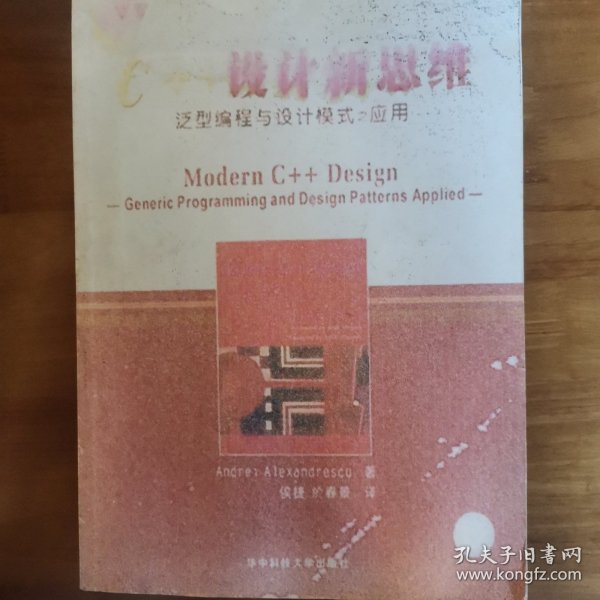 C++设计新思维
泛型编程与设计模式之应用
Modern C++ Design
— Generic Programming and Design Patterns Applied —
Andrei Alexandrescu 著
侯捷 於春景 译
华中科技大学出版社
孔夫子旧书网
www.kongfz.com